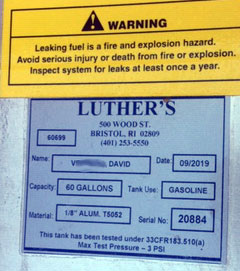 WARNING
Leaking fuel is a fire and explosion hazard.
Avoid serious injury or death from fire or explosion.
Inspect system for leaks at least once a year.
LUTHER'S
500 WOOD ST.
60699 BRISTOL, RI 02809
(401) 253-5550
Name: DAVID Date: 09/2019
Capacity: 60 GALLONS Tank Use: GASOLINE
Material: 1/8" ALUM. T5052 Serial No: 20884
This tank has been tested under 33CFR183.510(a)
Max Test Pressure - 3 PSI